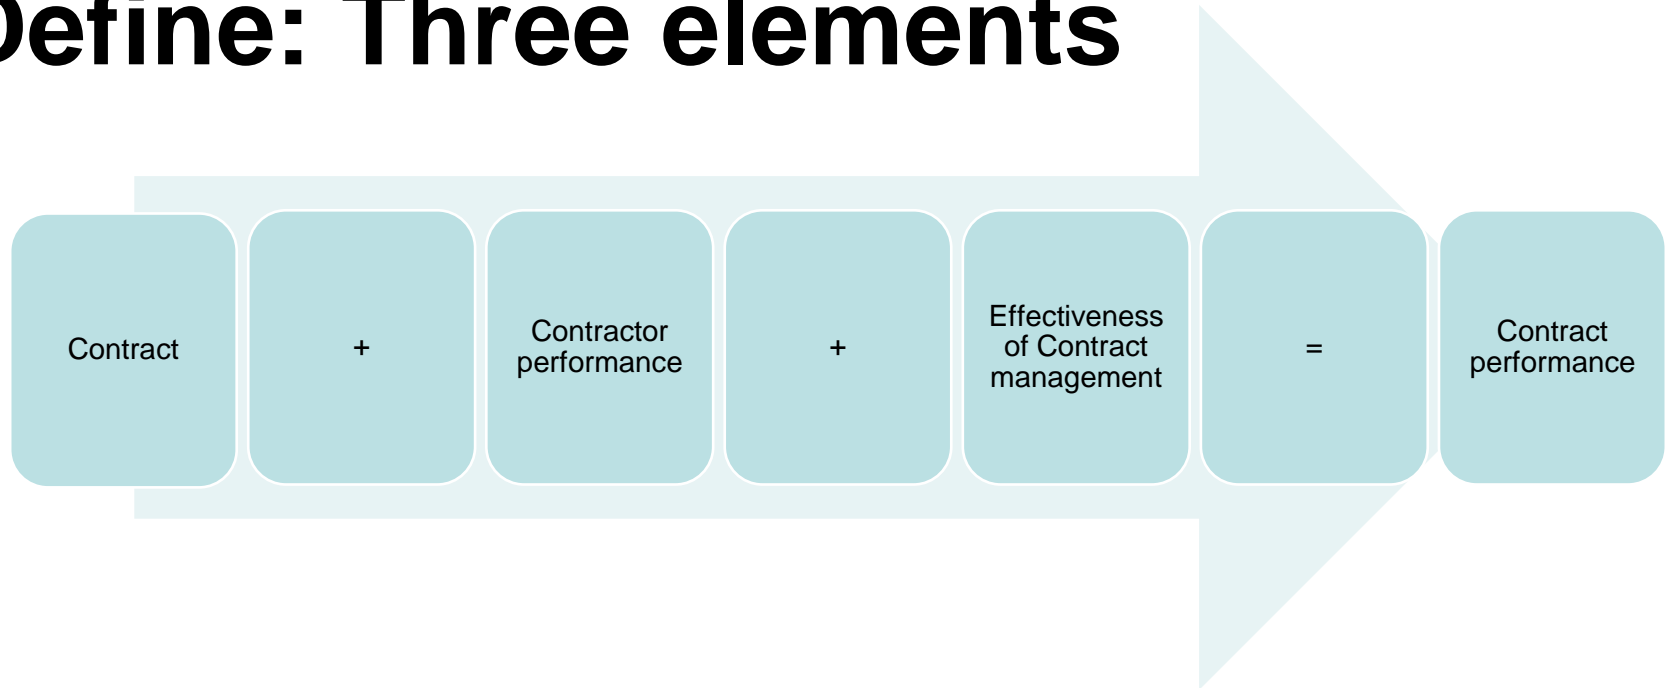 Define: Three elements
Contract
+
Contractor
performance
+
Effectiveness
of Contract
management
=
Contract
performance